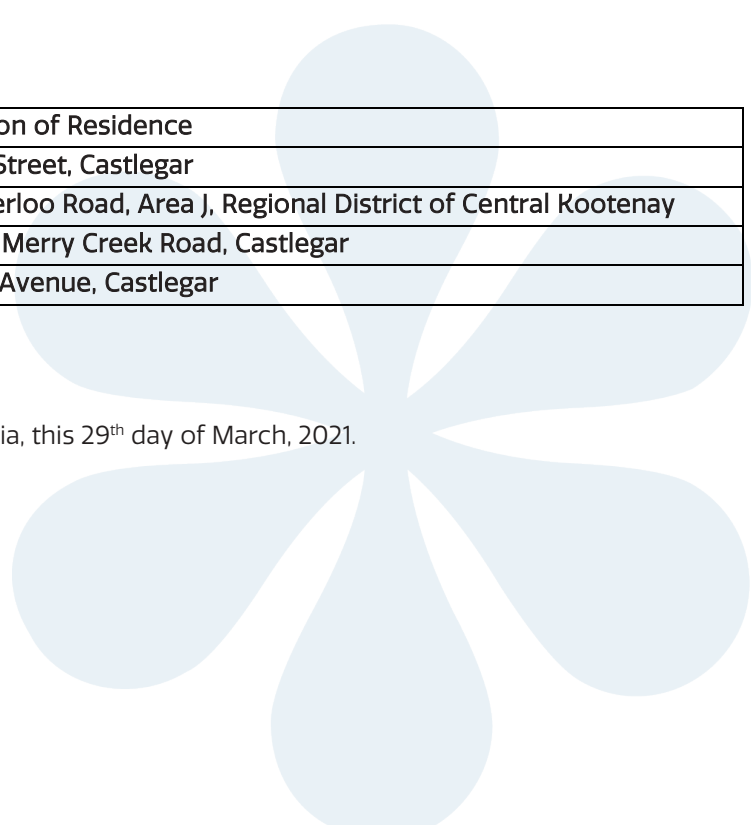 on of Residence
Street, Castlegar
erloo Road, Area J, Regional District of Central Kootenay
Merry Creek Road, Castlegar
Avenue, Castlegar
ia, this 29th day of March, 2021.